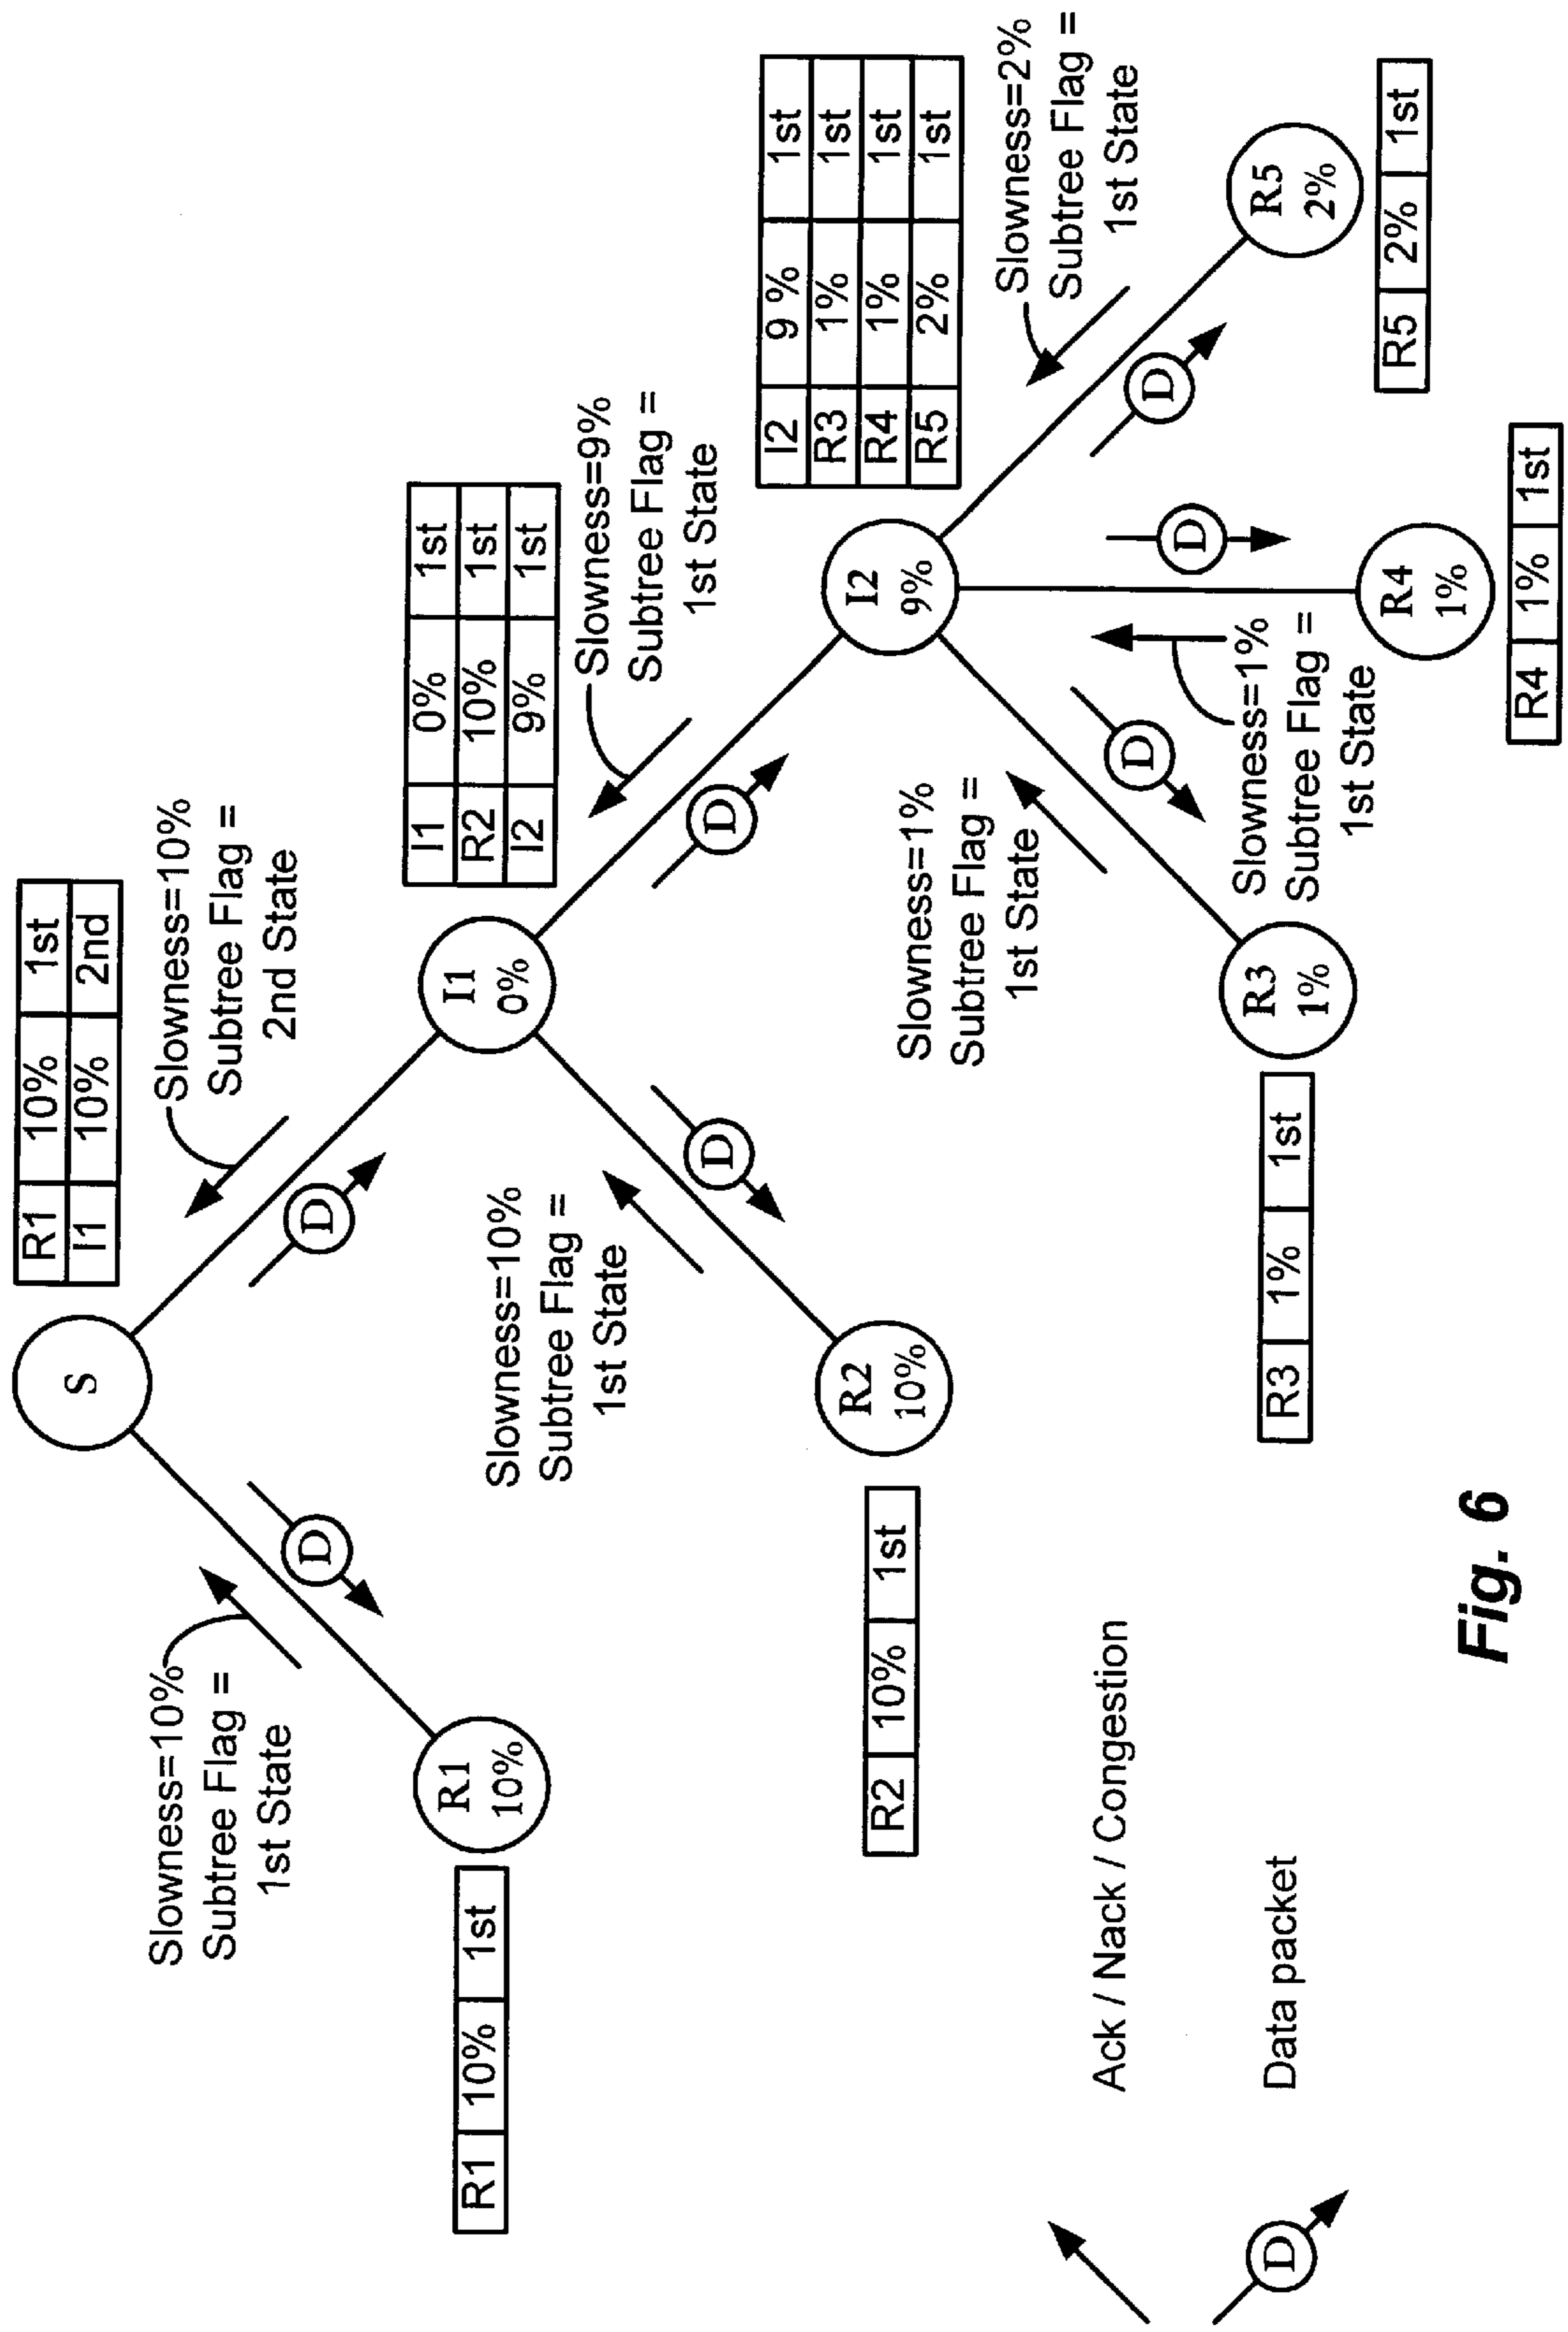 S
R1 10% 1st
I1 10% 2nd
Slowness=10%
Subtree Flag =
1st State
Slowness=10%
Subtree Flag =
2nd State
D
D
R1
10%
R1 10% 1st
I1
0%
I1 0% 1st
R2 10% 1st
I2 9% 1st
Slowness=10%
Subtree Flag =
1st State
Slowness=9%
Subtree Flag =
1st State
D
D
R2
10%
R2 10% 1st
I2
9%
I2 9 % 1st
R3 1% 1st
R4 1% 1st
R5 2% 1st
Slowness=1%
Subtree Flag =
1st State
Slowness=2%
Subtree Flag =
1st State
D
D
D
Slowness=1%
Subtree Flag =
1st State
R3
1%
R3 1% 1st
R4
1%
R4 1% 1st
R5
2%
R5 2% 1st
Ack / Nack / Congestion
D
Data packet
Fig. 6